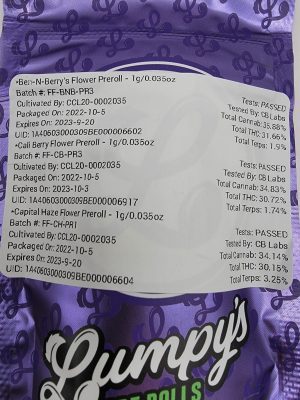 •Ben-N-Berry's Flower Preroll - 1g/0.035oz
Batch #: FF-BNB-PR3
Cultivated By: CCL20-0002035
Packaged On: 2022-10-5
Expires On: 2023-9-20
UID: 1A40603000309BE000006602
Tests: PASSED
Tested By: CB Labs
Total Cannab: 35.88%
Total THC: 31.66%
Total Terps: 1.9%
•Cali Berry Flower Preroll - 1g/0.035oz
Batch #: FF-CB-PR3
Cultivated By: CCL20-0002035
Packaged On: 2022-10-5
Expires On: 2023-10-3
UID: 1A40603000309BE000006917
Tests: PASSED
Tested By: CB Labs
Total Cannab: 34.83%
Total THC: 30.72%
Total Terps: 1.74%
•Capital Haze Flower Preroll - 1g/0.035oz
Batch #: FF-CH-PR1
Cultivated By: CCL20-0002035
Packaged On: 2022-10-5
Expires On: 2023-9-20
UID: 1A40603000309BE000006604
Tests: PASSED
Tested By: CB Labs
Total Cannab: 34.14%
Total THC: 30.15%
Total Terps: 3.25%
Lumpy's